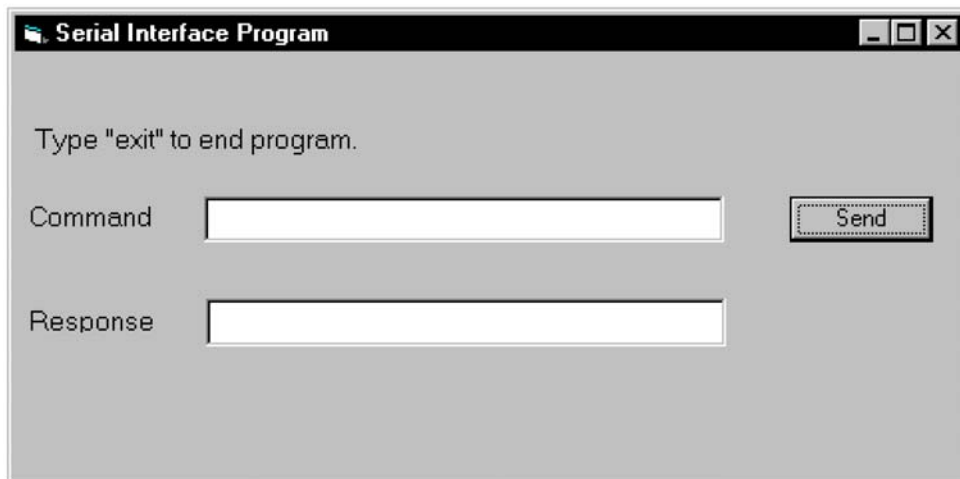 Serial Interface Program
Type "exit" to end program.
Command
Send
Response